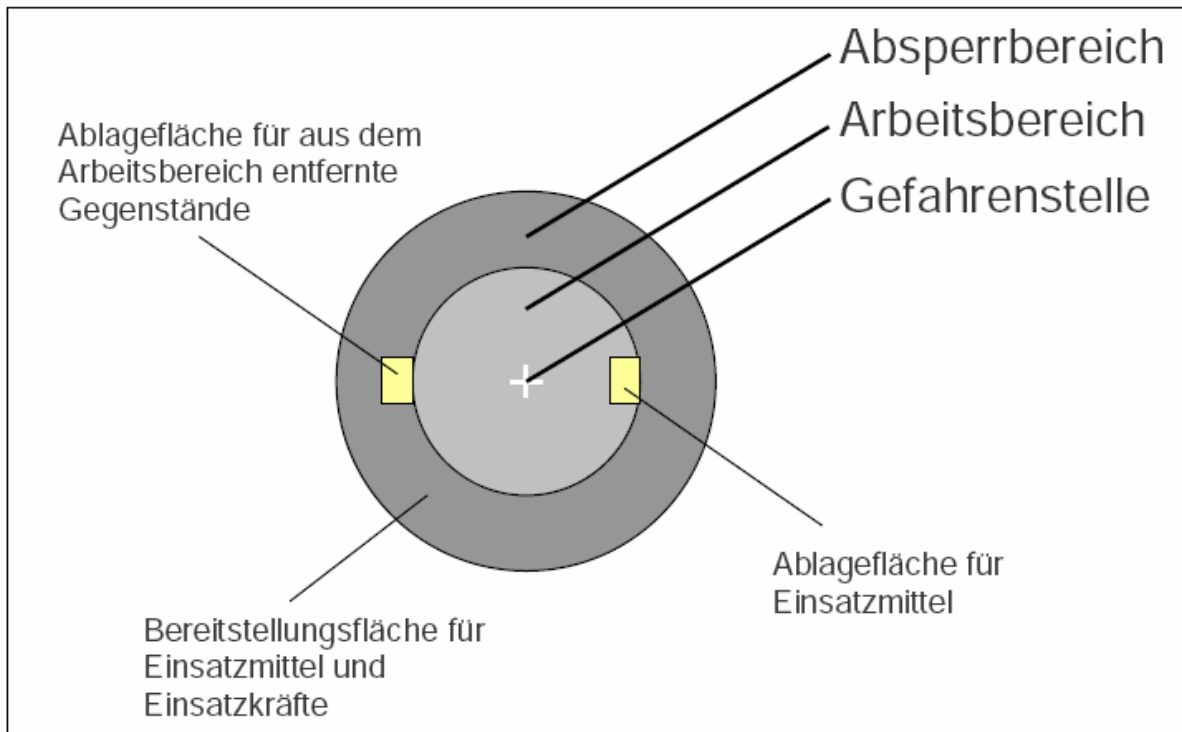 Absperrbereich
Arbeitsbereich
Gefahrenstelle
Ablagefläche für aus dem
Arbeitsbereich entfernte
Gegenstände
Ablagefläche für
Einsatzmittel
Bereitstellungsfläche für
Einsatzmittel und
Einsatzkräfte